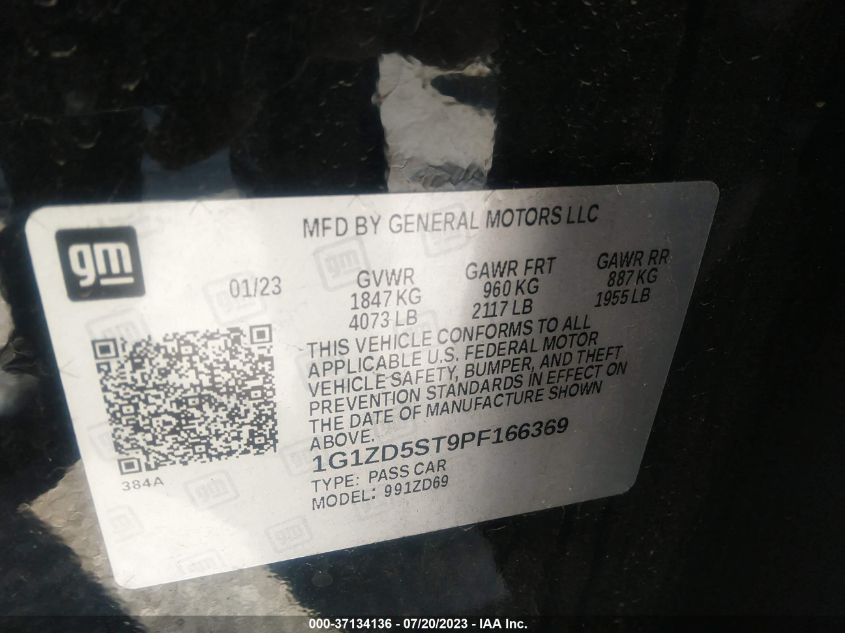 MFD BY GENERAL MOTORS LLC
gm
01/23
GVWR
1847 KG
4073 LB
GAWR FRT
960 KG
2117 LB
GAWR RR
887 KG
1955 LB
THIS VEHICLE CONFORMS TO ALL
APPLICABLE U.S. FEDERAL MOTOR
VEHICLE SAFETY, BUMPER, AND THEFT
PREVENTION STANDARDS IN EFFECT ON
THE DATE OF MANUFACTURE SHOWN
ABOVE.
1G1ZD5ST9PF166369
TYPE: PASS CAR
MODEL: 991ZD69
384A
000-37134136 - 07/20/2023 - IAA Inc.